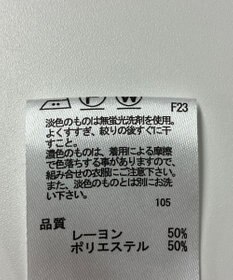 P W F23
淡色のものは無蛍光洗剤を使用。
よくすすぎ、絞りの後すぐに干
すこと。
濃色のものは、着用による摩擦
で色落ちする事がありますので、
組み合せの衣服にご注意下さい。
また、淡色のものとは別にお洗
い下さい。
105
品質
レーヨン 50%
ポリエステル 50%